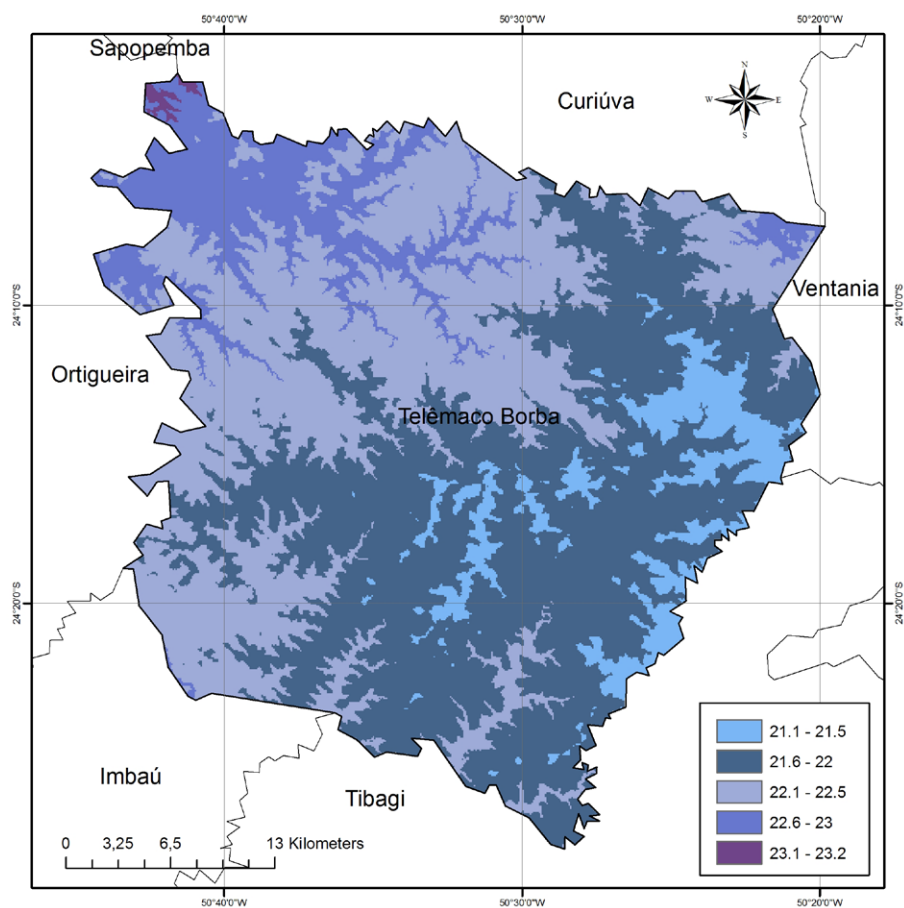 50°40'0"W 50°30'0"W 50°20'0"W
Sapopemba
Curiúva
N
W E
S
24°10'0"S 24°10'0"S
Ventania
Ortigueira
Telêmaco Borba
24°20'0"S 24°20'0"S
Imbaú
Tibagi
0 3,25 6,5 13 Kilometers
21.1 - 21.5
21.6 - 22
22.1 - 22.5
22.6 - 23
23.1 - 23.2
50°40'0"W 50°30'0"W 50°20'0"W